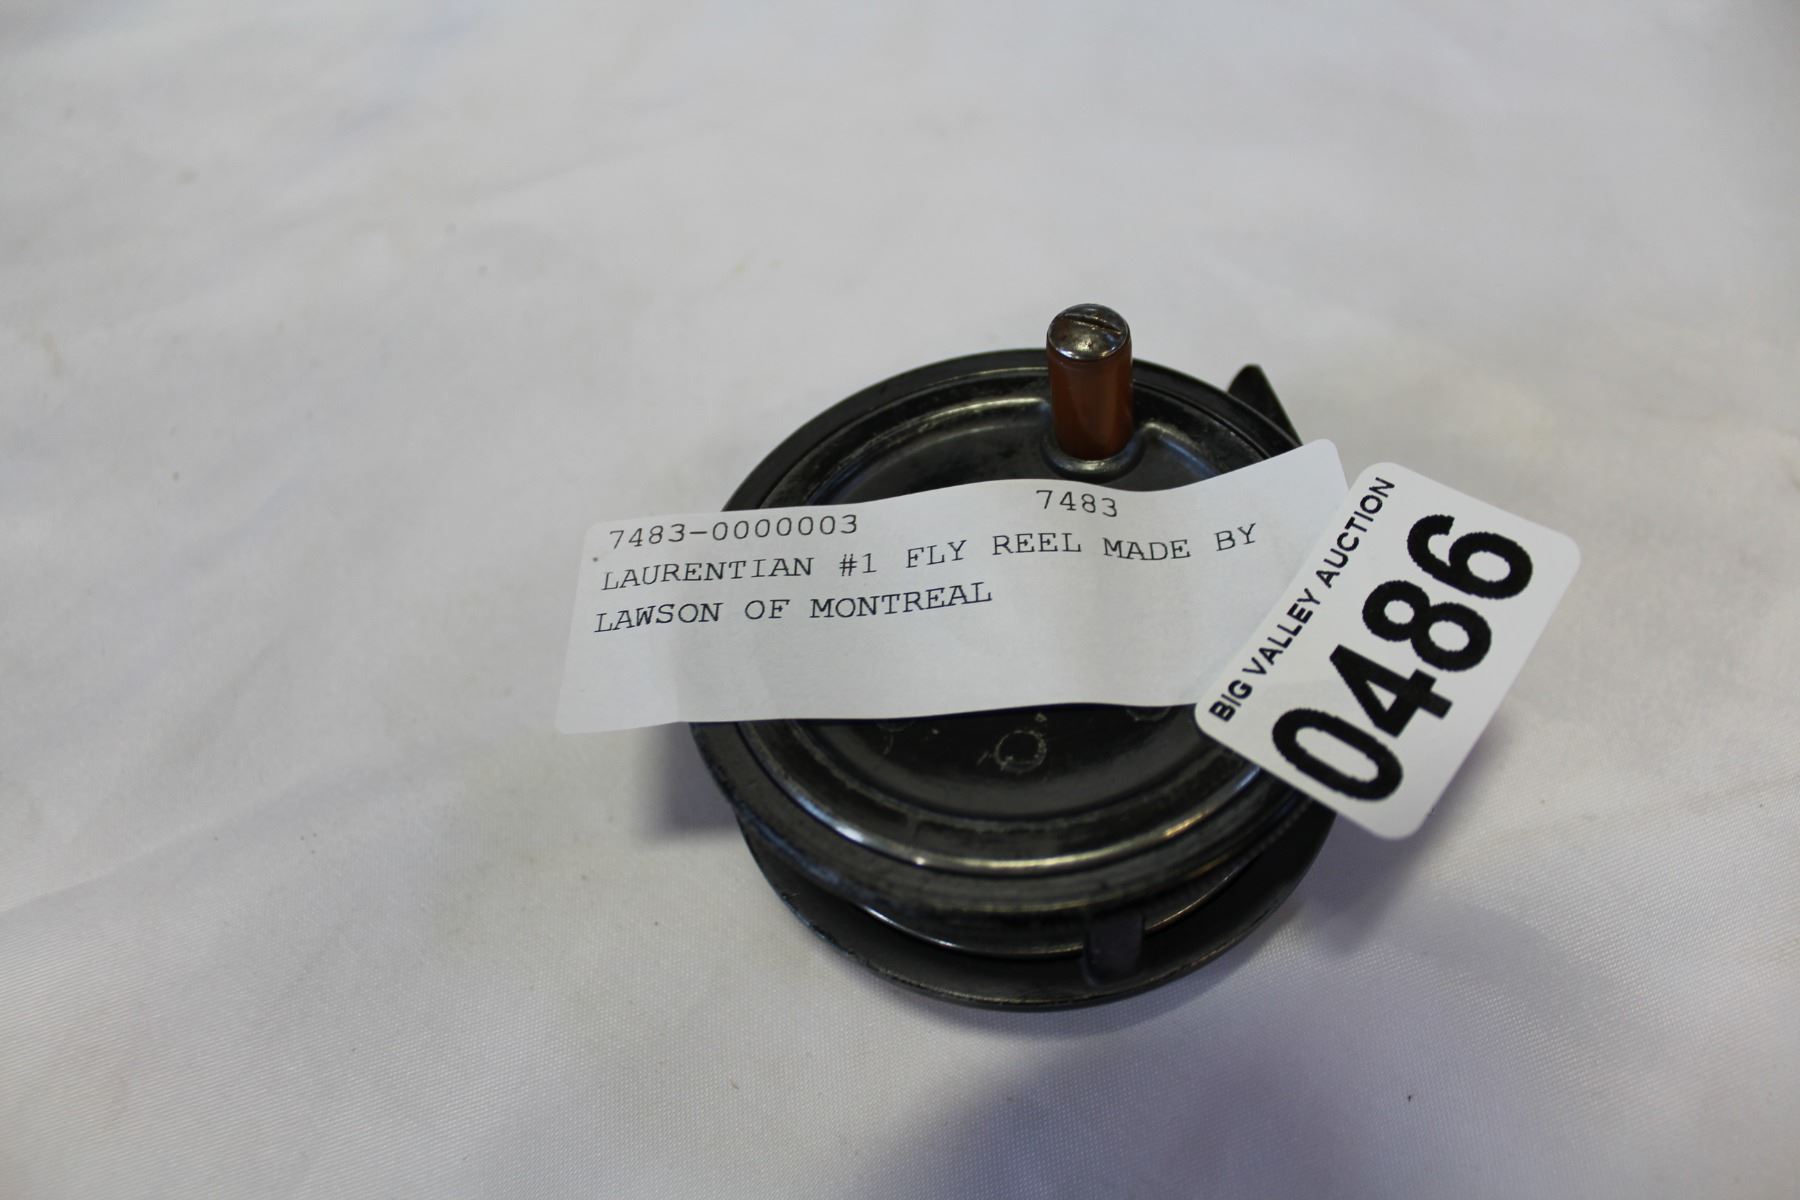 7483-0000003 7483
LAURENTIAN #1 FLY REEL MADE BY
LAWSON OF MONTREAL
BIG VALLEY AUCTION
0486